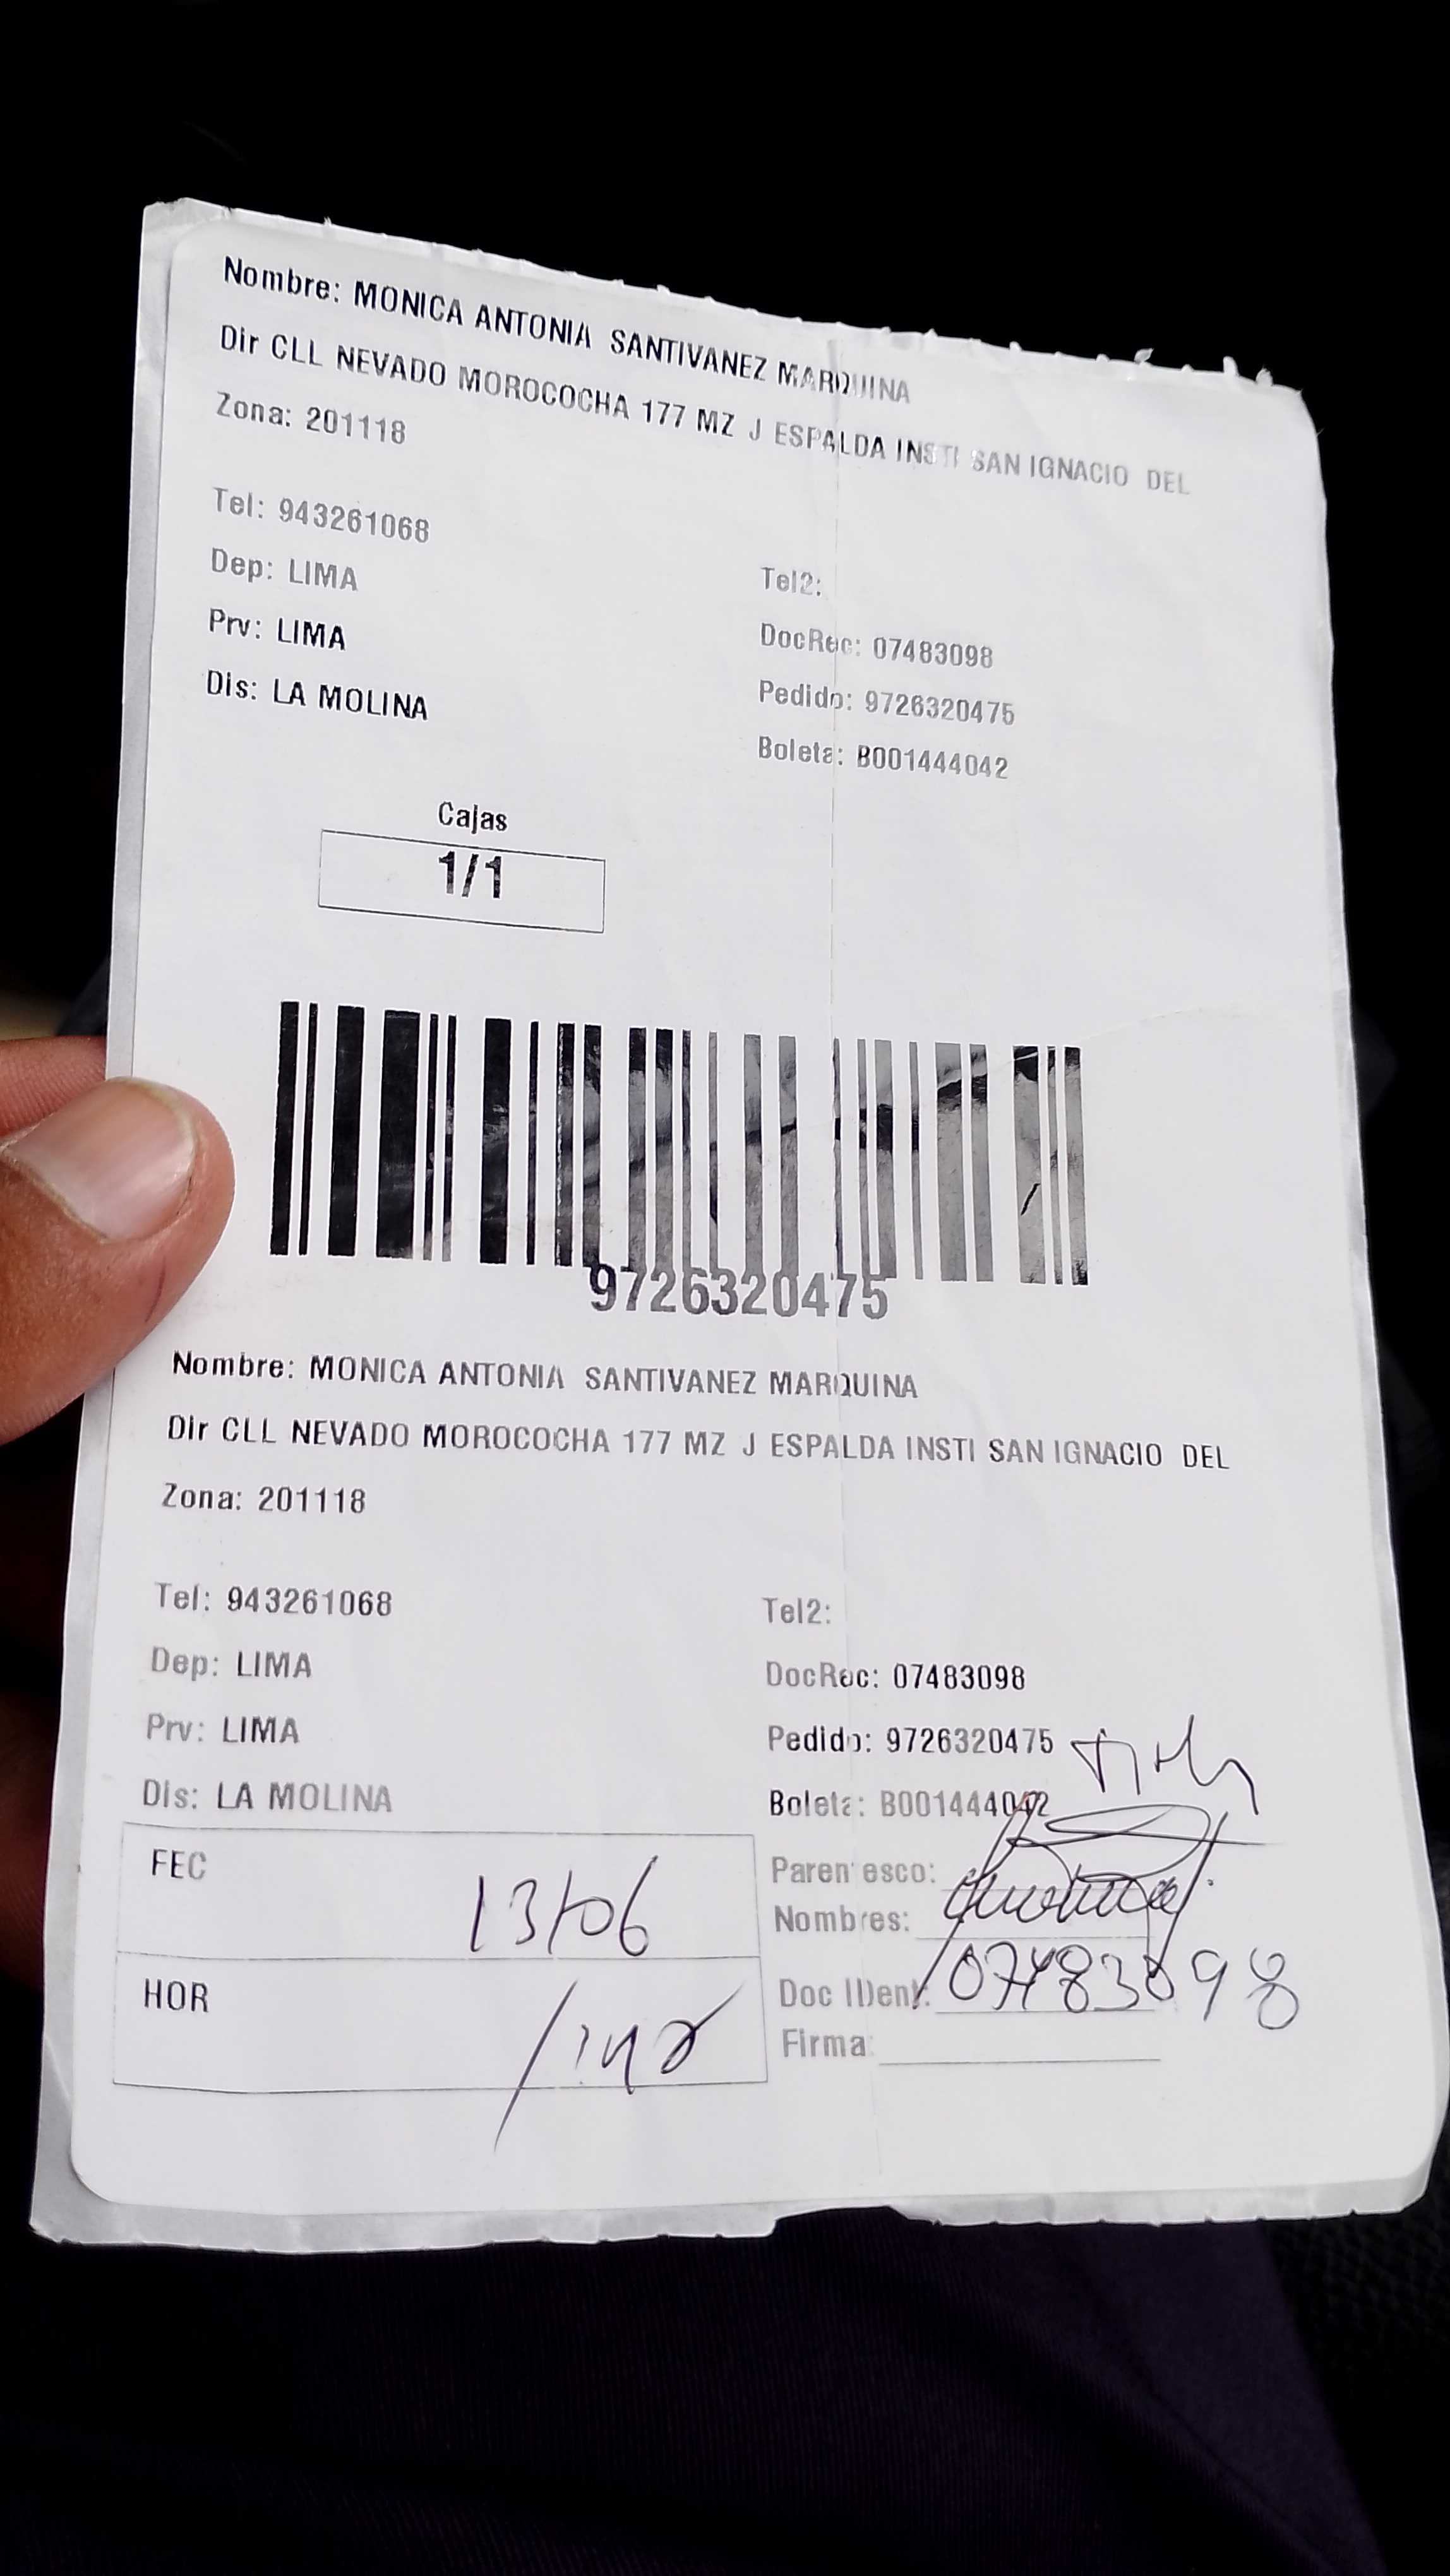 Nombre: MONICA ANTONIA SANTIVANEZ MARQUINA
Dir CLL NEVADO MOROCOCHA 177 MZ J ESPALDA INSTI SAN IGNACIO DEL
Zona: 201118
Tel: 943261068
Tel2:
Dep: LIMA
DocRec: 07483098
Prv: LIMA
Pedido: 9726320475
Dis: LA MOLINA
Boleta: B001444042
Cajas
1/1
9726320475
Nombre: MONICA ANTONIA SANTIVANEZ MARQUINA
Dir CLL NEVADO MOROCOCHA 177 MZ J ESPALDA INSTI SAN IGNACIO DEL
Zona: 201118
Tel: 943261068
Tel2:
Dep: LIMA
DocRec: 07483098
Prv: LIMA
Pedido: 9726320475
Dis: LA MOLINA
Boleta: B001444042
FEC 13/06
Parentesco:
Nombres:
HOR
Doc IDent: 07483098
Firma: